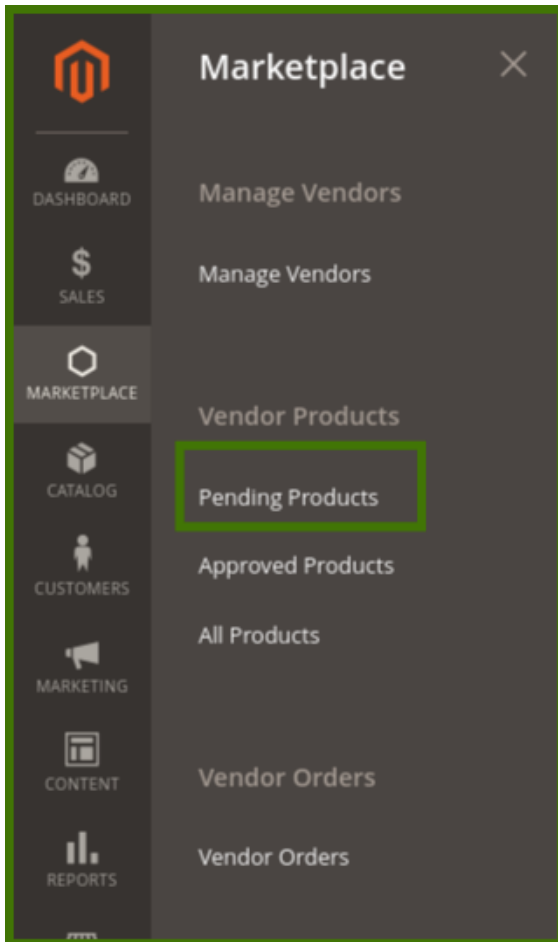 DASHBOARD
SALES
MARKETPLACE
CATALOG
CUSTOMERS
MARKETING
CONTENT
REPORTS
Marketplace
Manage Vendors
Manage Vendors
Vendor Products
Pending Products
Approved Products
All Products
Vendor Orders
Vendor Orders